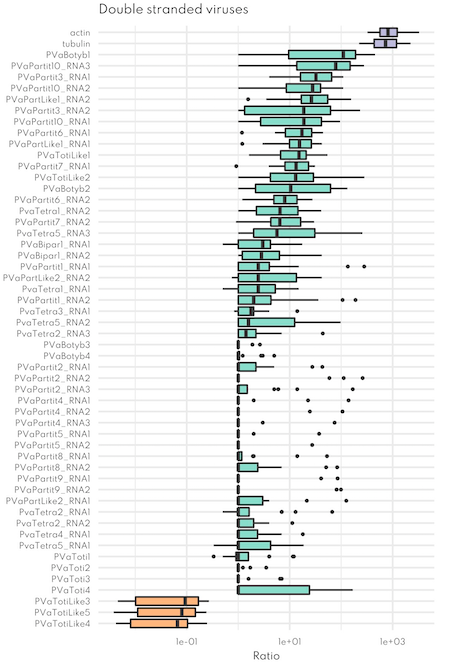 Double stranded viruses
actin
tubulin
PVaBotyb1
PVaPartit10_RNA3
PVaPartit3_RNA1
PVaPartit10_RNA2
PVaPartLike1_RNA2
PVaPartit3_RNA2
PVaPartit10_RNA1
PVaPartit6_RNA1
PVaPartLike1_RNA1
PVaTotiLike1
PVaPartit7_RNA1
PVaTotiLike2
PVaBotyb2
PVaPartit6_RNA2
PvaTetra1_RNA2
PVaPartit7_RNA2
PvaTetra5_RNA3
PVaBipar1_RNA1
PVaBipar1_RNA2
PVaPartit1_RNA1
PVaPartLike2_RNA2
PVaTetra1_RNA1
PVaPartit1_RNA2
PvaTetra3_RNA1
PvaTetra5_RNA2
PvaTetra2_RNA3
PVaBotyb3
PVaBotyb4
PVaPartit2_RNA1
PVaPartit2_RNA2
PVaPartit2_RNA3
PVaPartit4_RNA1
PVaPartit4_RNA2
PVaPartit4_RNA3
PVaPartit5_RNA1
PVaPartit5_RNA2
PVaPartit8_RNA1
PVaPartit8_RNA2
PVaPartit9_RNA1
PVaPartit9_RNA2
PVaPartLike2_RNA1
PvaTetra2_RNA1
PvaTetra2_RNA2
PvaTetra4_RNA1
PvaTetra5_RNA1
PVaToti1
PVaToti2
PVaToti3
PVaToti4
PVaTotiLike3
PVaTotiLike5
PVaTotiLike4
1e-01 1e+01 1e+03
Ratio